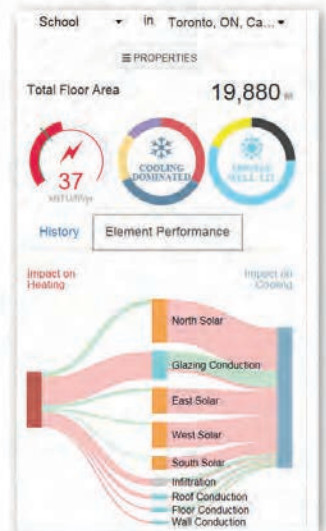 School in Toronto, ON, Ca...
PROPERTIES
Total Floor Area 19,880
COOLING
DOMINATED
37
History Element Performance
Impact on
Heating
Impact on
Cooling
North Solar
Glazing Conduction
East Solar
West Solar
South Solar
Infiltration
Roof Conduction
Floor Conduction
Wall Conduction